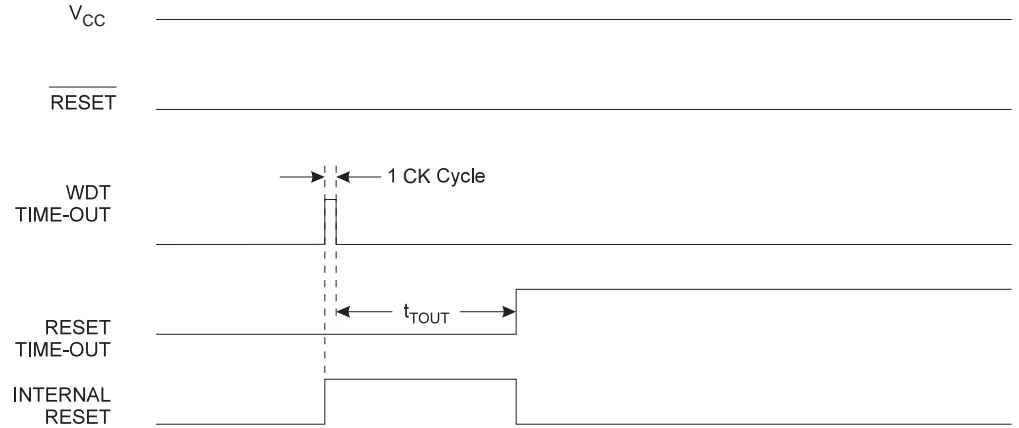 VCC
RESET
1 CK Cycle
WDT
TIME-OUT
tTOUT
RESET
TIME-OUT
INTERNAL
RESET